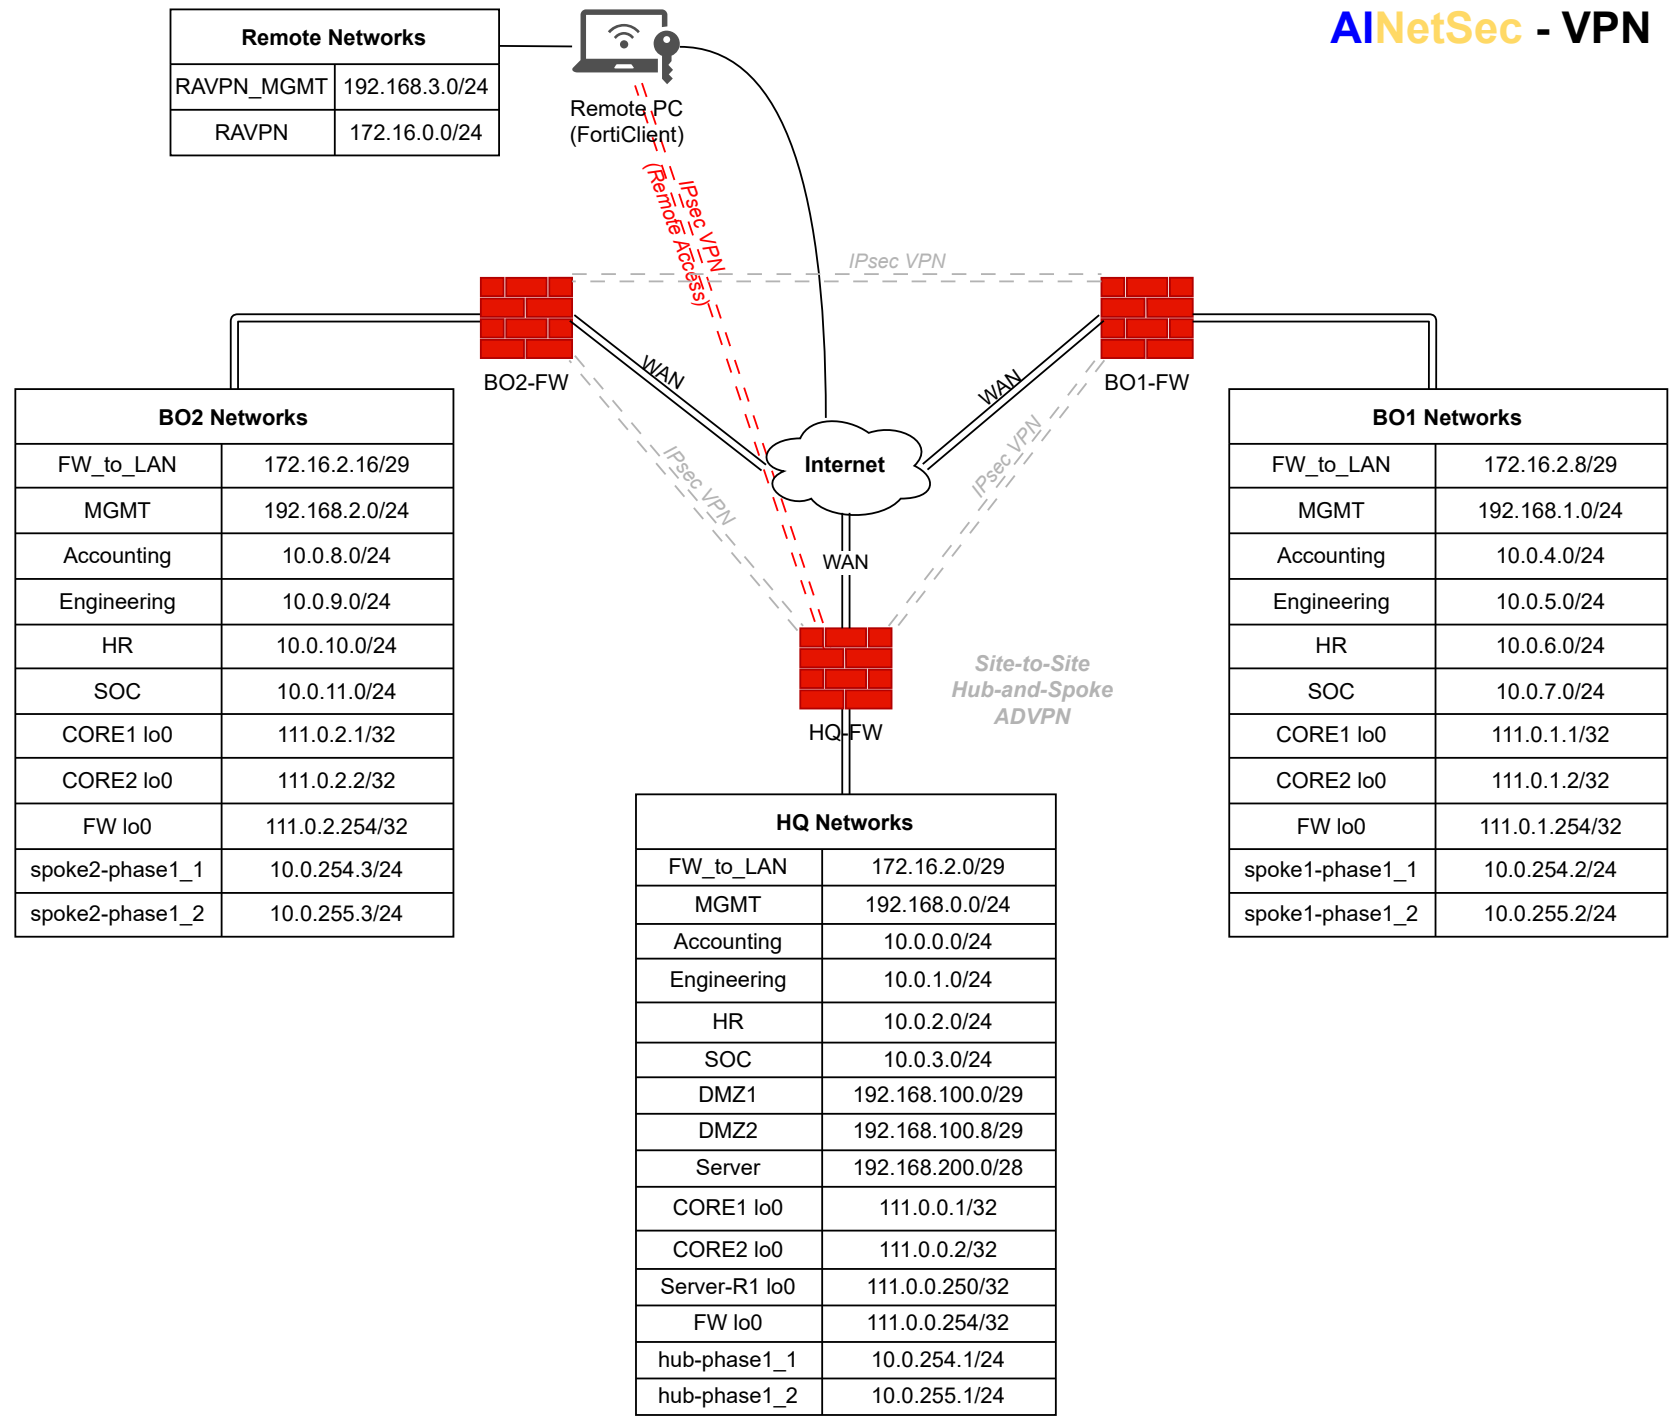 AINetSec - VPN
Remote Networks
RAVPN_MGMT 192.168.3.0/24
RAVPN 172.16.0.0/24
Remote PC
(FortiClient)
IPsec VPN
(Remote Access)
IPsec VPN
BO2-FW
BO1-FW
WAN
WAN
Internet
IPsec VPN
IPsec VPN
WAN
HQ-FW
Site-to-Site
Hub-and-Spoke
ADVPN
BO2 Networks
FW_to_LAN 172.16.2.16/29
MGMT 192.168.2.0/24
Accounting 10.0.8.0/24
Engineering 10.0.9.0/24
HR 10.0.10.0/24
SOC 10.0.11.0/24
CORE1 lo0 111.0.2.1/32
CORE2 lo0 111.0.2.2/32
FW lo0 111.0.2.254/32
spoke2-phase1_1 10.0.254.3/24
spoke2-phase1_2 10.0.255.3/24
BO1 Networks
FW_to_LAN 172.16.2.8/29
MGMT 192.168.1.0/24
Accounting 10.0.4.0/24
Engineering 10.0.5.0/24
HR 10.0.6.0/24
SOC 10.0.7.0/24
CORE1 lo0 111.0.1.1/32
CORE2 lo0 111.0.1.2/32
FW lo0 111.0.1.254/32
spoke1-phase1_1 10.0.254.2/24
spoke1-phase1_2 10.0.255.2/24
HQ Networks
FW_to_LAN 172.16.2.0/29
MGMT 192.168.0.0/24
Accounting 10.0.0.0/24
Engineering 10.0.1.0/24
HR 10.0.2.0/24
SOC 10.0.3.0/24
DMZ1 192.168.100.0/29
DMZ2 192.168.100.8/29
Server 192.168.200.0/28
CORE1 lo0 111.0.0.1/32
CORE2 lo0 111.0.0.2/32
Server-R1 lo0 111.0.0.250/32
FW lo0 111.0.0.254/32
hub-phase1_1 10.0.254.1/24
hub-phase1_2 10.0.255.1/24